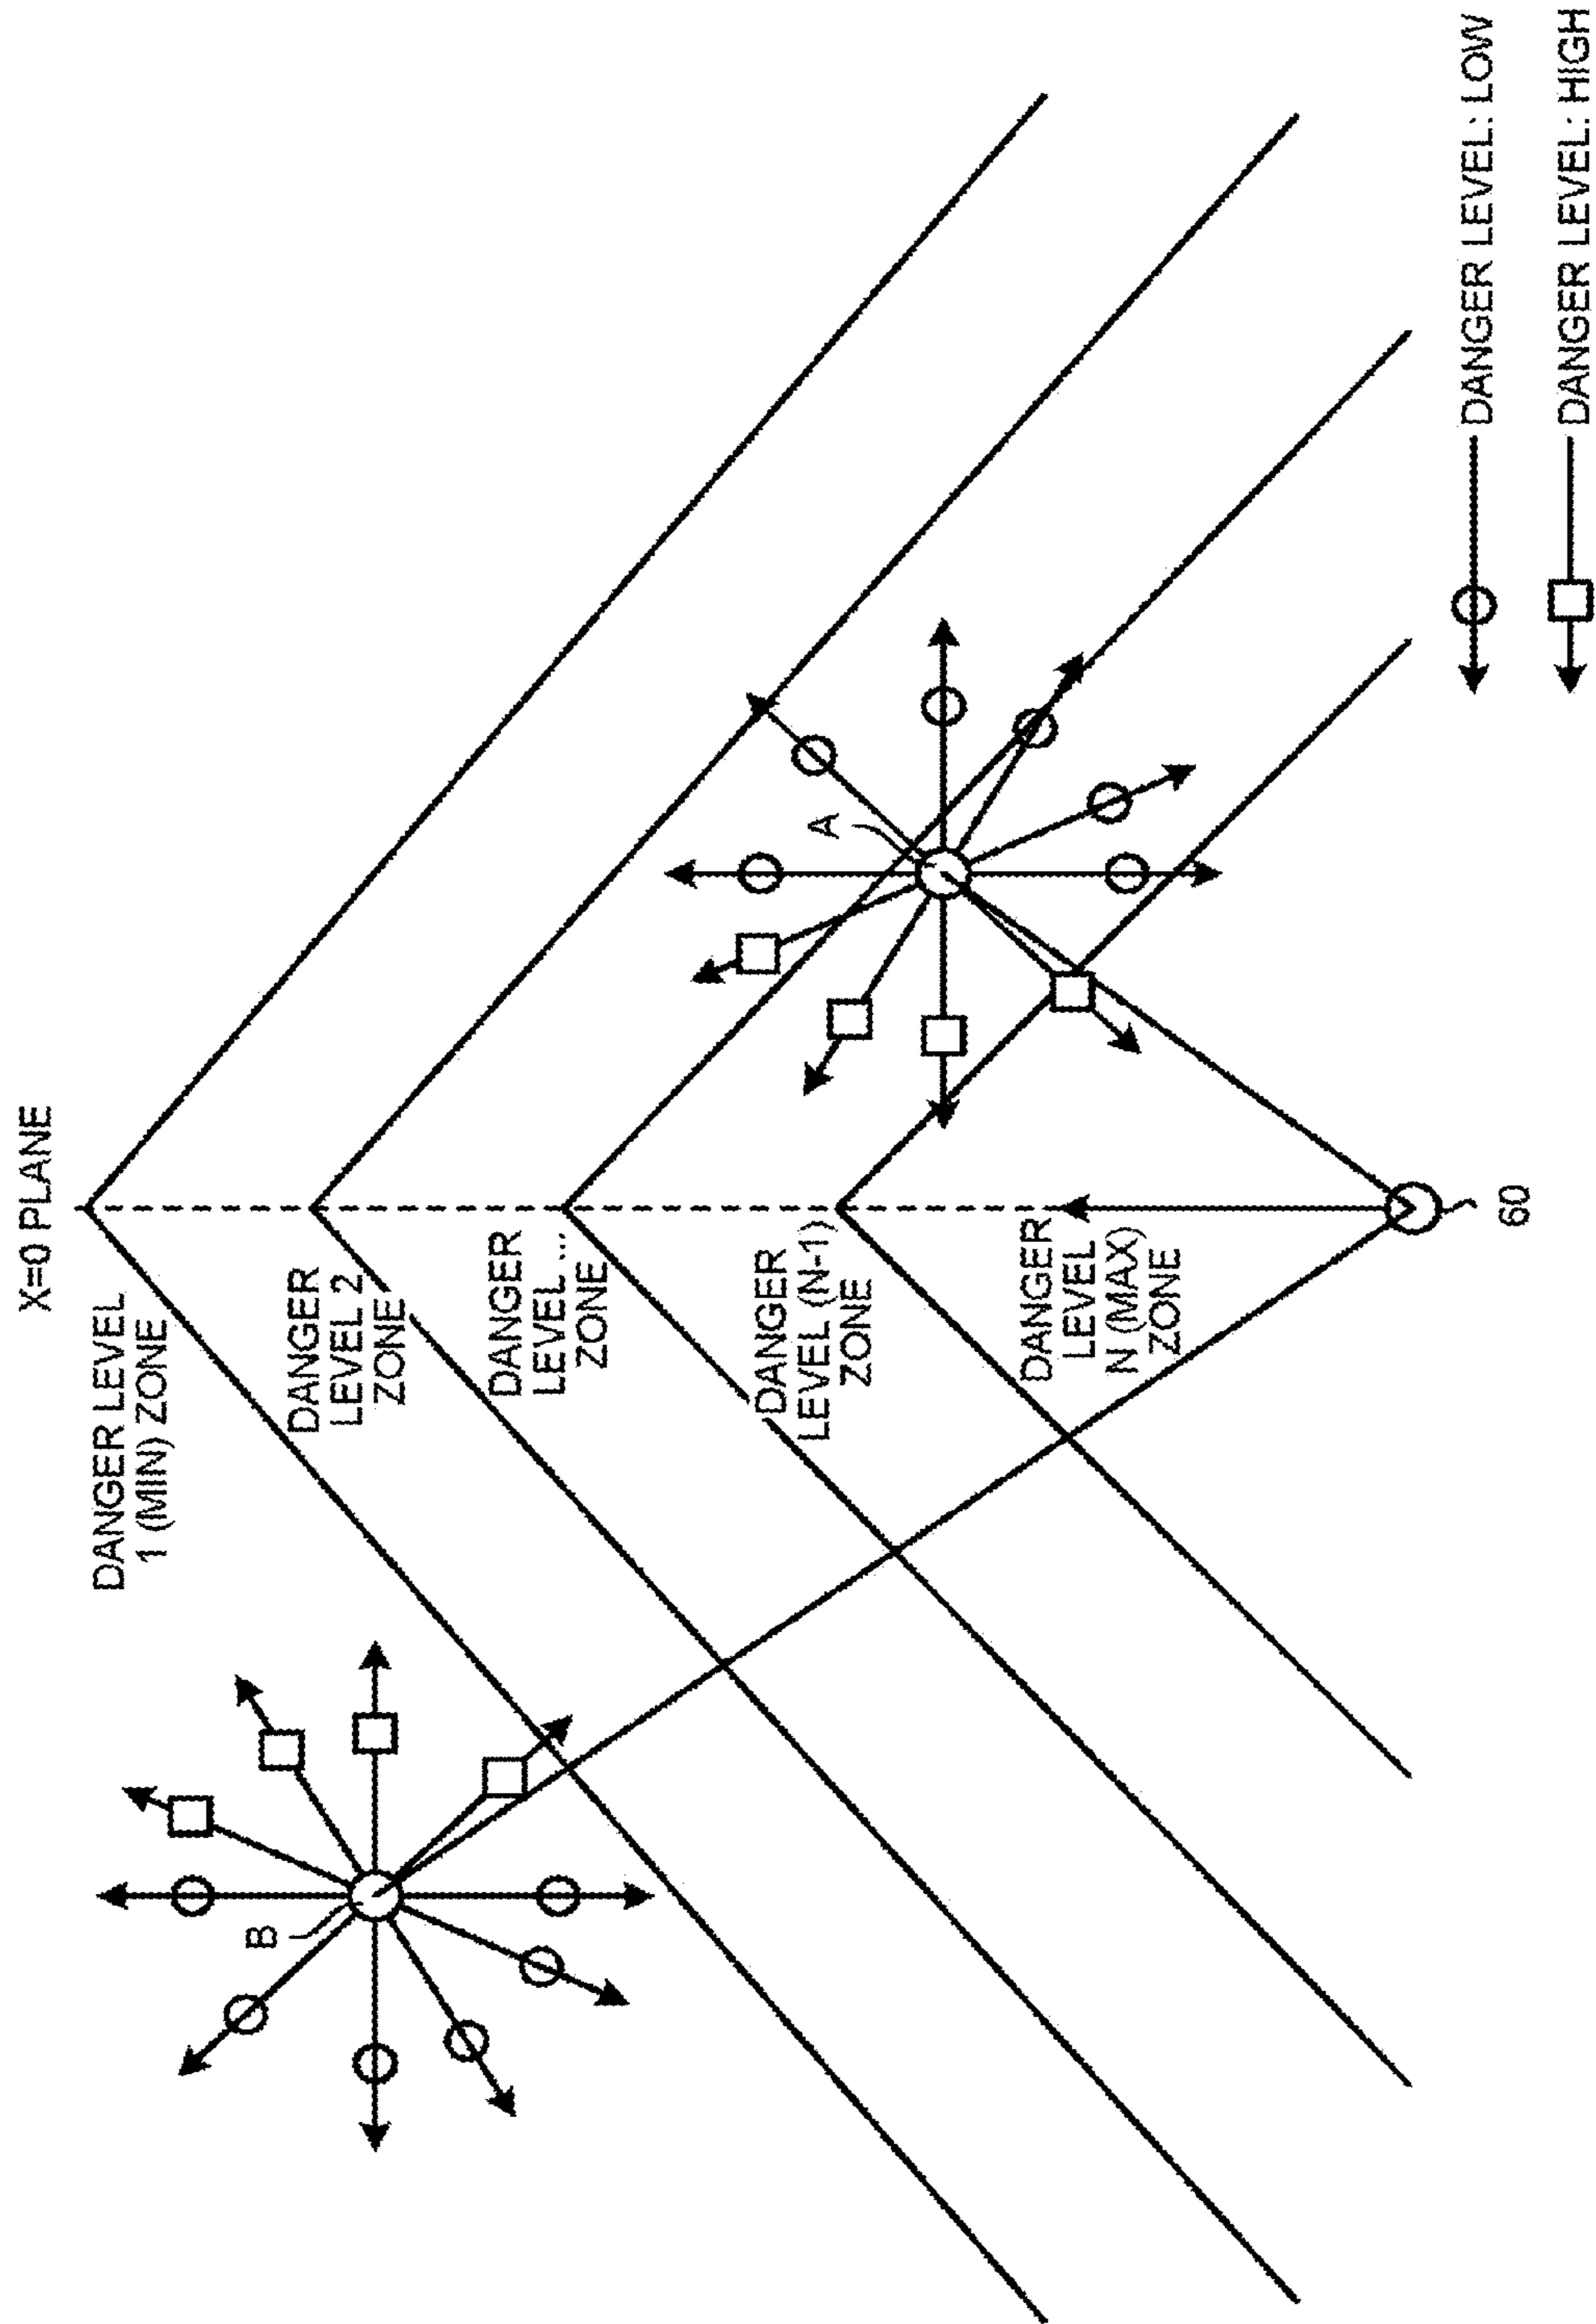 X=0 PLANE
DANGER LEVEL
1 (MIN) ZONE
DANGER
LEVEL 2
ZONE
DANGER
LEVEL ...
ZONE
DANGER
LEVEL (N-1)
ZONE
DANGER
LEVEL
N (MAX)
ZONE
B
A
60
DANGER LEVEL: LOW
DANGER LEVEL: HIGH